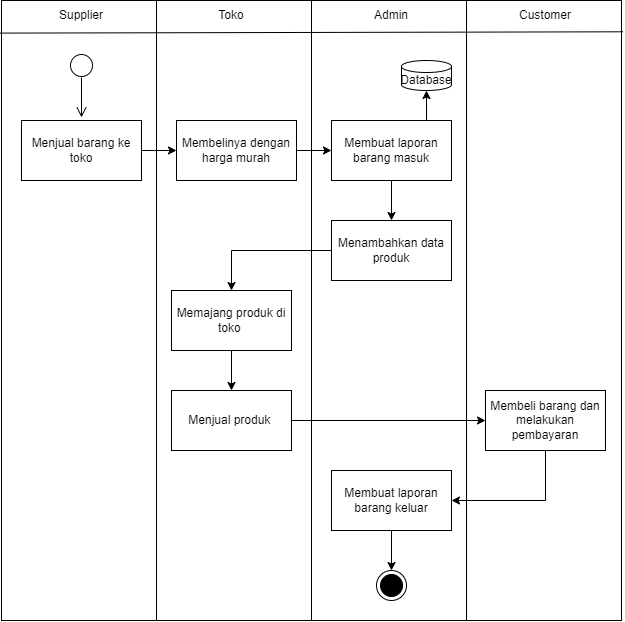 Supplier
Toko
Admin
Customer
Database
Menjual barang ke
toko
Membelinya dengan
harga murah
Membuat laporan
barang masuk
Menambahkan data
produk
Memajang produk di
toko
Menjual produk
Membeli barang dan
melakukan
pembayaran
Membuat laporan
barang keluar